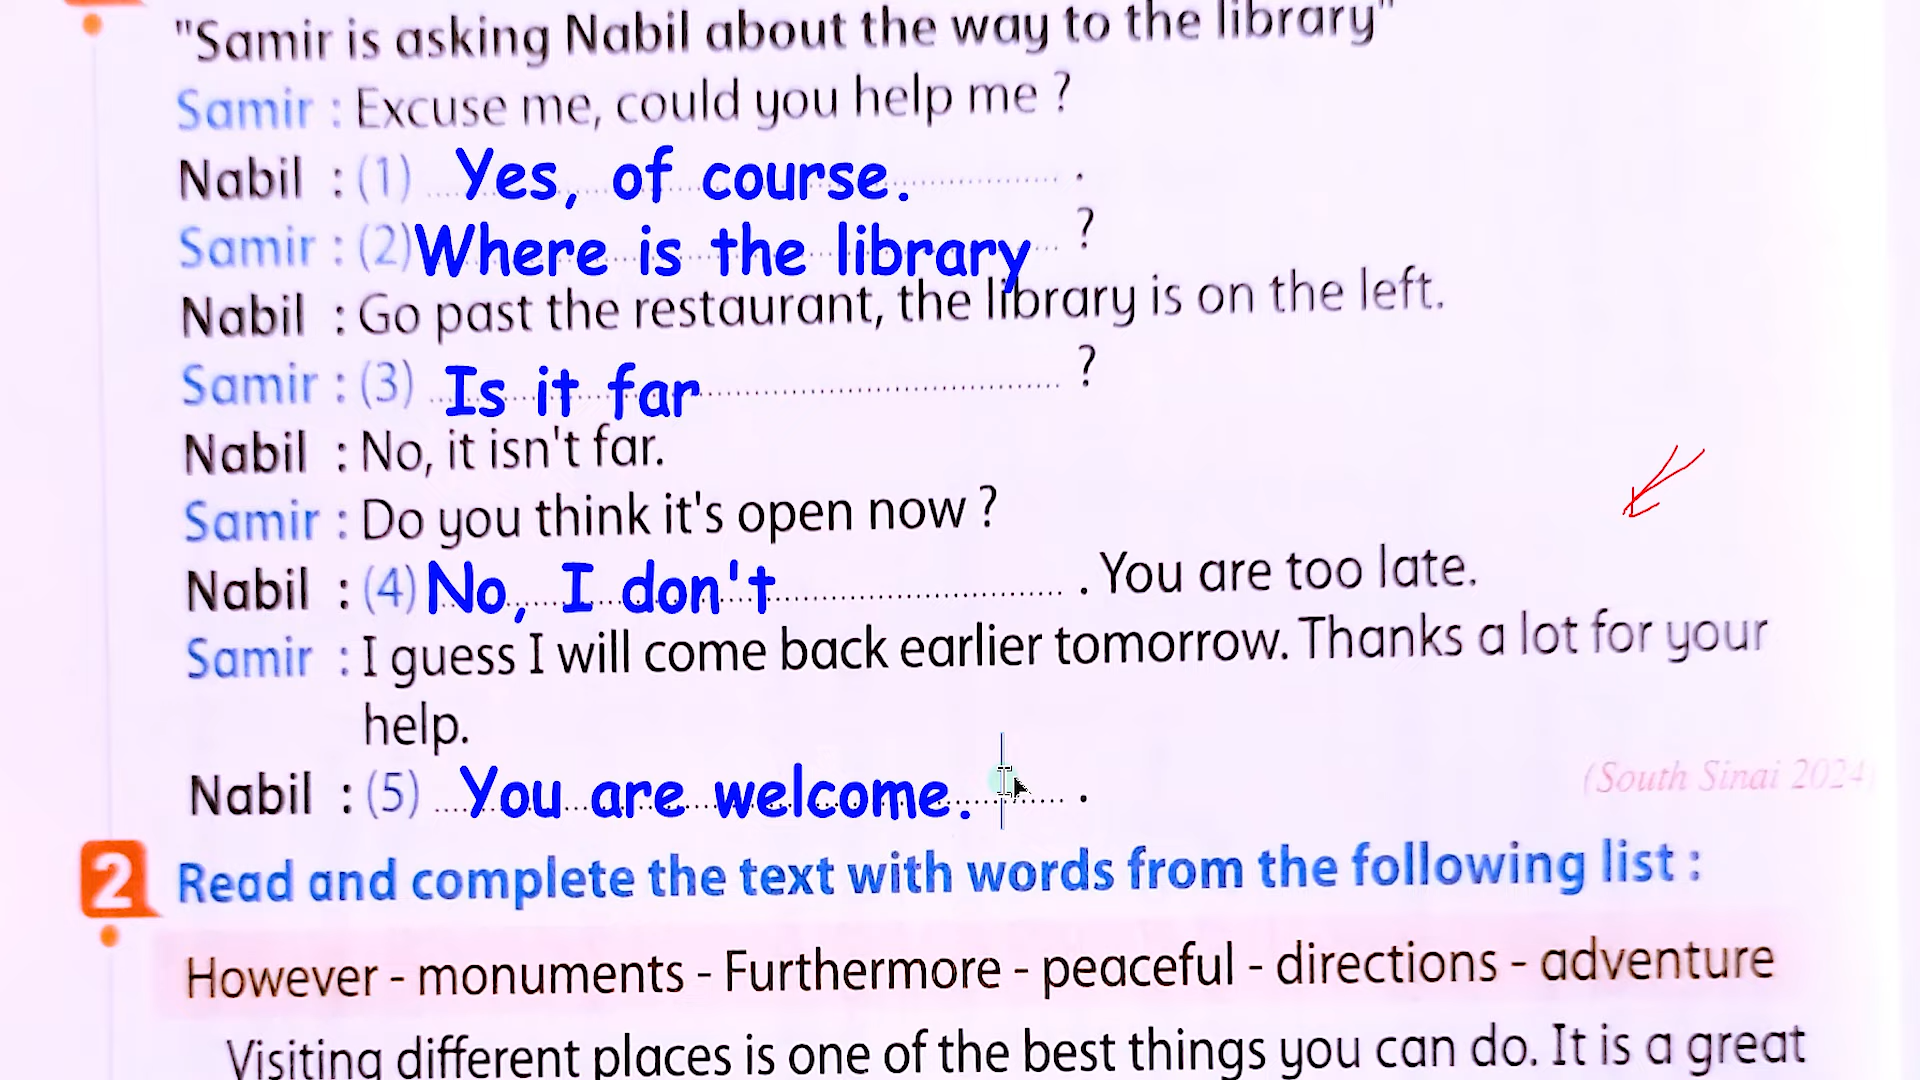 "Samir is asking Nabil about the way to the library"
Samir : Excuse me, could you help me ?
Nabil : (1) Yes, of course. .
Samir : (2) Where is the library ?
Nabil : Go past the restaurant, the library is on the left.
Samir : (3) Is it far ?
Nabil : No, it isn't far.
Samir : Do you think it's open now ?
Nabil : (4) No, I don't . You are too late.
Samir : I guess I will come back earlier tomorrow. Thanks a lot for your
help.
Nabil : (5) You are welcome. .
(South Sinai 2024)
2 Read and complete the text with words from the following list :
However - monuments - Furthermore - peaceful - directions - adventure
Visiting different places is one of the best things you can do. It is a great